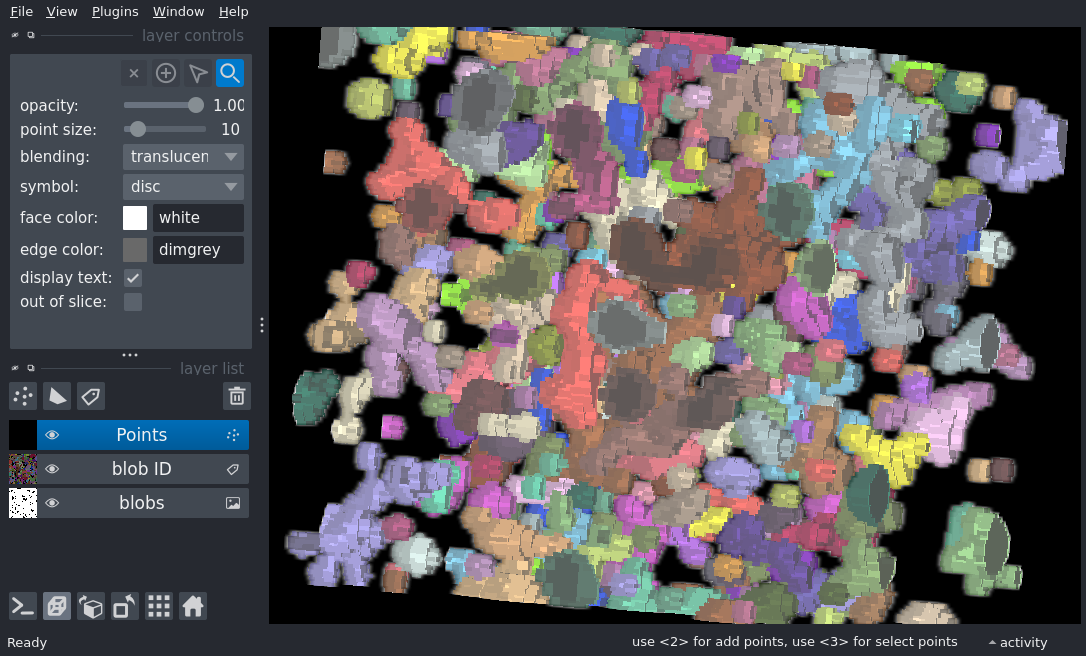 File View Plugins Window Help
layer controls
opacity: 1.00
point size: 10
blending: translucen
symbol: disc
face color: white
edge color: dimgrey
display text:
out of slice:
layer list
Points
blob ID
blobs
Ready
use <2> for add points, use <3> for select points
activity